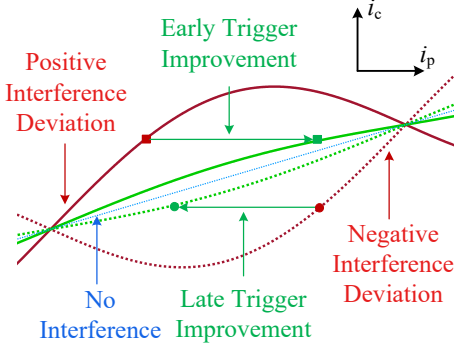 i_c
Early Trigger
Improvement
i_p
Positive
Interference
Deviation
No
Interference
Late Trigger
Improvement
Negative
Interference
Deviation